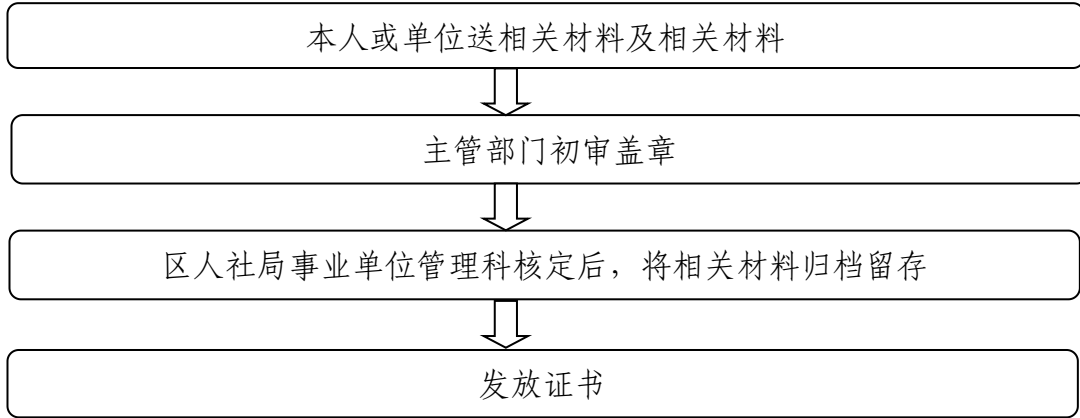 本人或单位送相关材料及相关材料
主管部门初审盖章
区人社局事业单位管理科核定后，将相关材料归档留存
发放证书